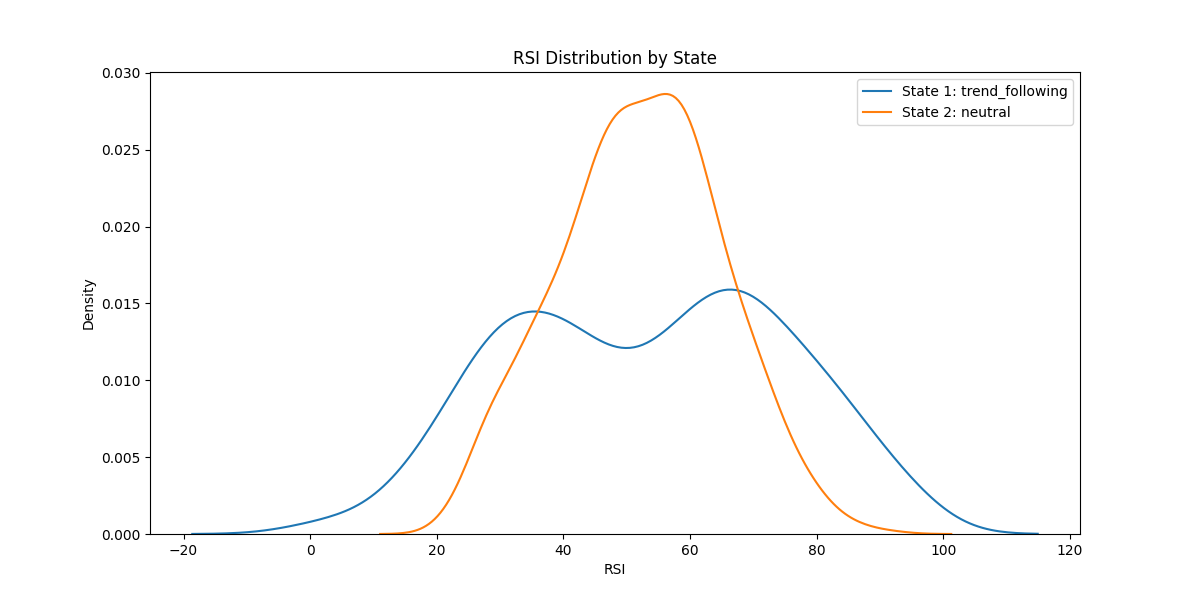 RSI Distribution by State
State 1: trend_following
State 2: neutral
Density
0.030
0.025
0.020
0.015
0.010
0.005
0.000
−20 0 20 40 60 80 100 120
RSI